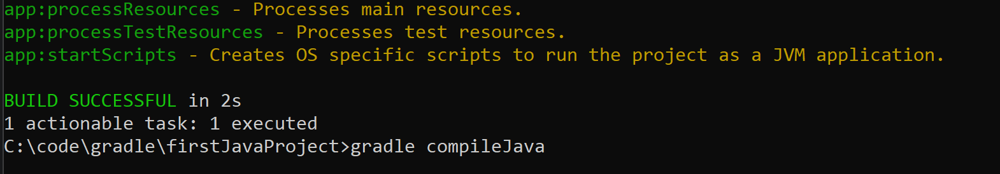 app:processResources - Processes main resources.
app:processTestResources - Processes test resources.
app:startScripts - Creates OS specific scripts to run the project as a JVM application.
BUILD SUCCESSFUL in 2s
1 actionable task: 1 executed
C:\code\gradle\firstJavaProject>gradle compileJava